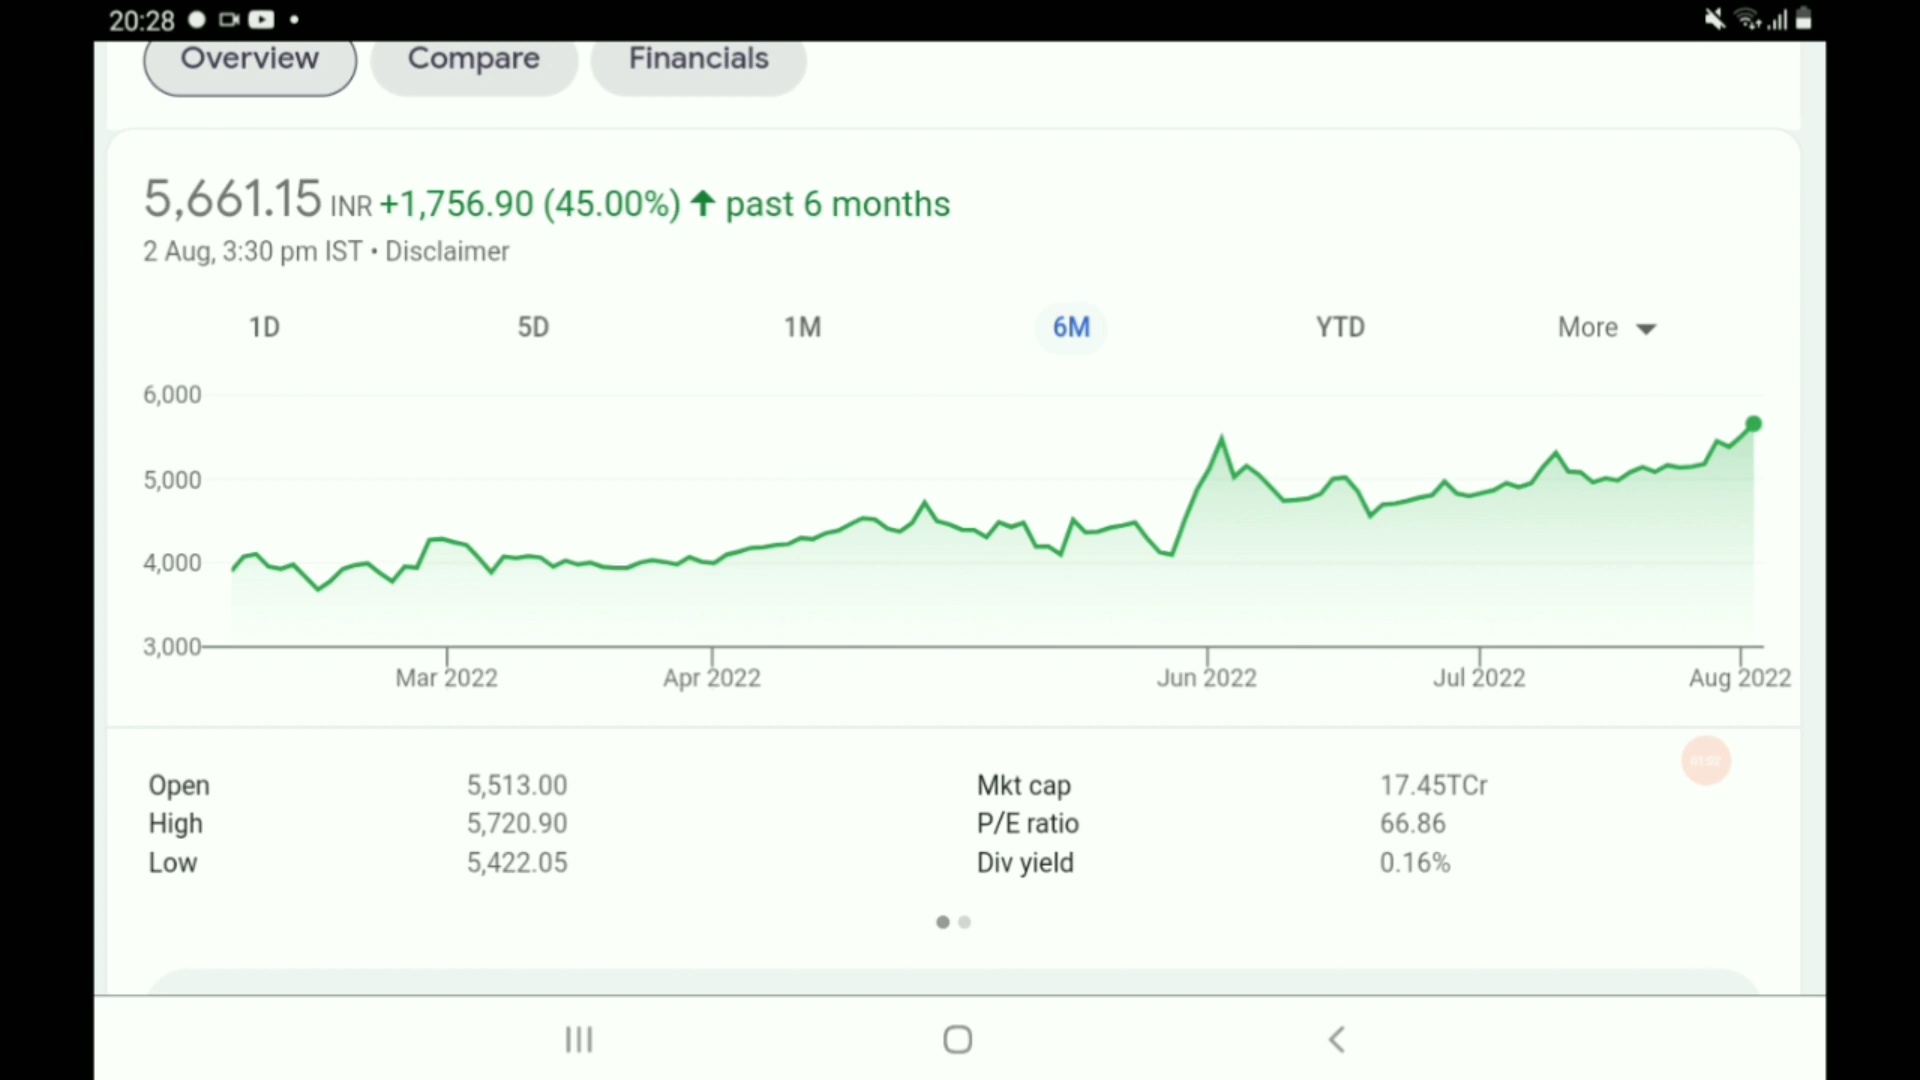 20:28
Overview Compare Financials
5,661.15 INR +1,756.90 (45.00%) ↑ past 6 months
2 Aug, 3:30 pm IST • Disclaimer
1D 5D 1M 6M YTD More
6,000
5,000
4,000
3,000
Mar 2022 Apr 2022 Jun 2022 Jul 2022 Aug 2022
Open 5,513.00 Mkt cap 17.45TCr
High 5,720.90 P/E ratio 66.86
Low 5,422.05 Div yield 0.16%